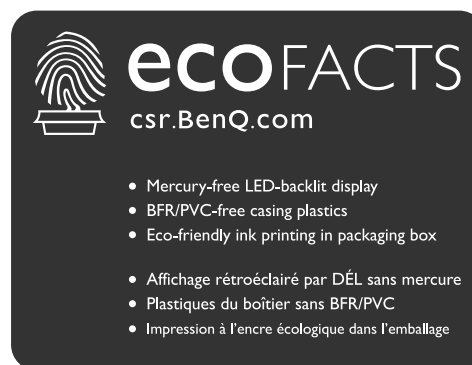 ecoFACTS
csr.BenQ.com
• Mercury-free LED-backlit display
• BFR/PVC-free casing plastics
• Eco-friendly ink printing in packaging box
• Affichage rétroéclairé par DÉL sans mercure
• Plastiques du boîtier sans BFR/PVC
• Impression à l'encre écologique dans l'emballage